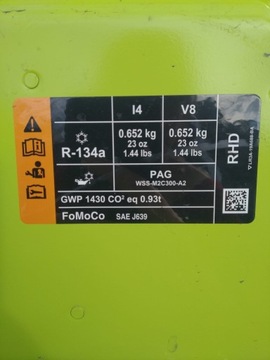 I4 V8
R-134a
0.652 kg 0.652 kg
23 oz 23 oz
1.44 lbs 1.44 lbs
RHD
PAG
WSS-M2C300-A2
GWP 1430 CO² eq 0.93t
FoMoCo SAE J639